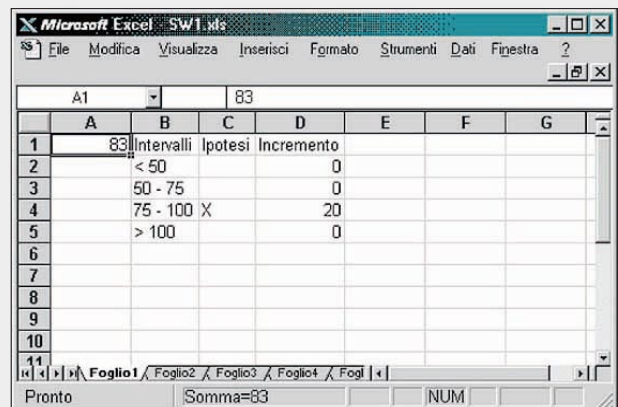 Microsoft Excel - SW1.xls
File Modifica Visualizza Inserisci Formato Strumenti Dati Finestra ?
A1 83
A B C D E F G
1 83 Intervalli Ipotesi Incremento
2 < 50 0
3 50 - 75 0
4 75 - 100 X 20
5 > 100 0
6
7
8
9
10
11
Foglio1 Foglio2 Foglio3 Foglio4 Fogl
Pronto Somma=83 NUM